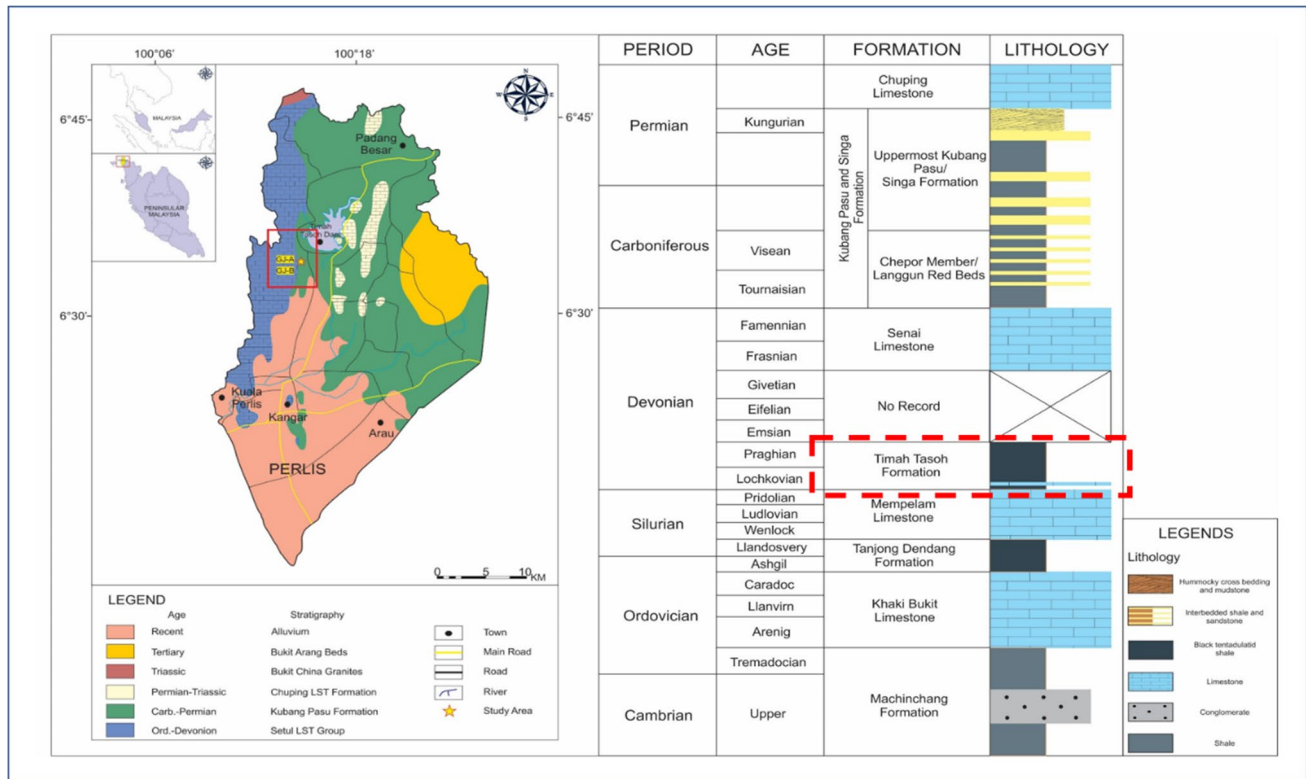 100°06'
100°18'
MALAYSIA
PENINSULAR
MALAYSIA
6°45'
6°45'
Padang
Besar
GJ-A
GJ-B
6°30'
6°30'
Kuala
Perlis
Kangar
Arau
PERLIS
0 5 10
KM
LEGEND
Age Stratigraphy
Recent Alluvium Town
Tertiary Bukit Arang Beds Main Road
Triassic Bukit China Granites Road
Permian-Triassic Chuping LST Formation River
Carb.-Permian Kubang Pasu Formation Study Area
Ord.-Devonion Setul LST Group
PERIOD AGE FORMATION LITHOLOGY
Permian
Carboniferous
Devonian
Silurian
Ordovician
Cambrian
Kungurian
Visean
Tournaisian
Famennian
Frasnian
Givetian
Eifelian
Emsian
Praghian
Lochkovian
Pridolian
Ludlovian
Wenlock
Llandosvery
Ashgil
Caradoc
Llanvirn
Arenig
Tremadocian
Upper
Chuping
Limestone
Kubang Pasu and Singa
Formation
Uppermost Kubang
Pasu/
Singa Formation
Chepor Member/
Langgun Red Beds
Senai
Limestone
No Record
Timah Tasoh
Formation
Mempelam
Limestone
Tanjong Dendang
Formation
Khaki Bukit
Limestone
Machinchang
Formation
LEGENDS
Lithology
Hummocky cross bedding
and mudstone
Interbedded shale and
sandstone
Black tentadulatid
shale
Limestone
Conglomerate
Shale